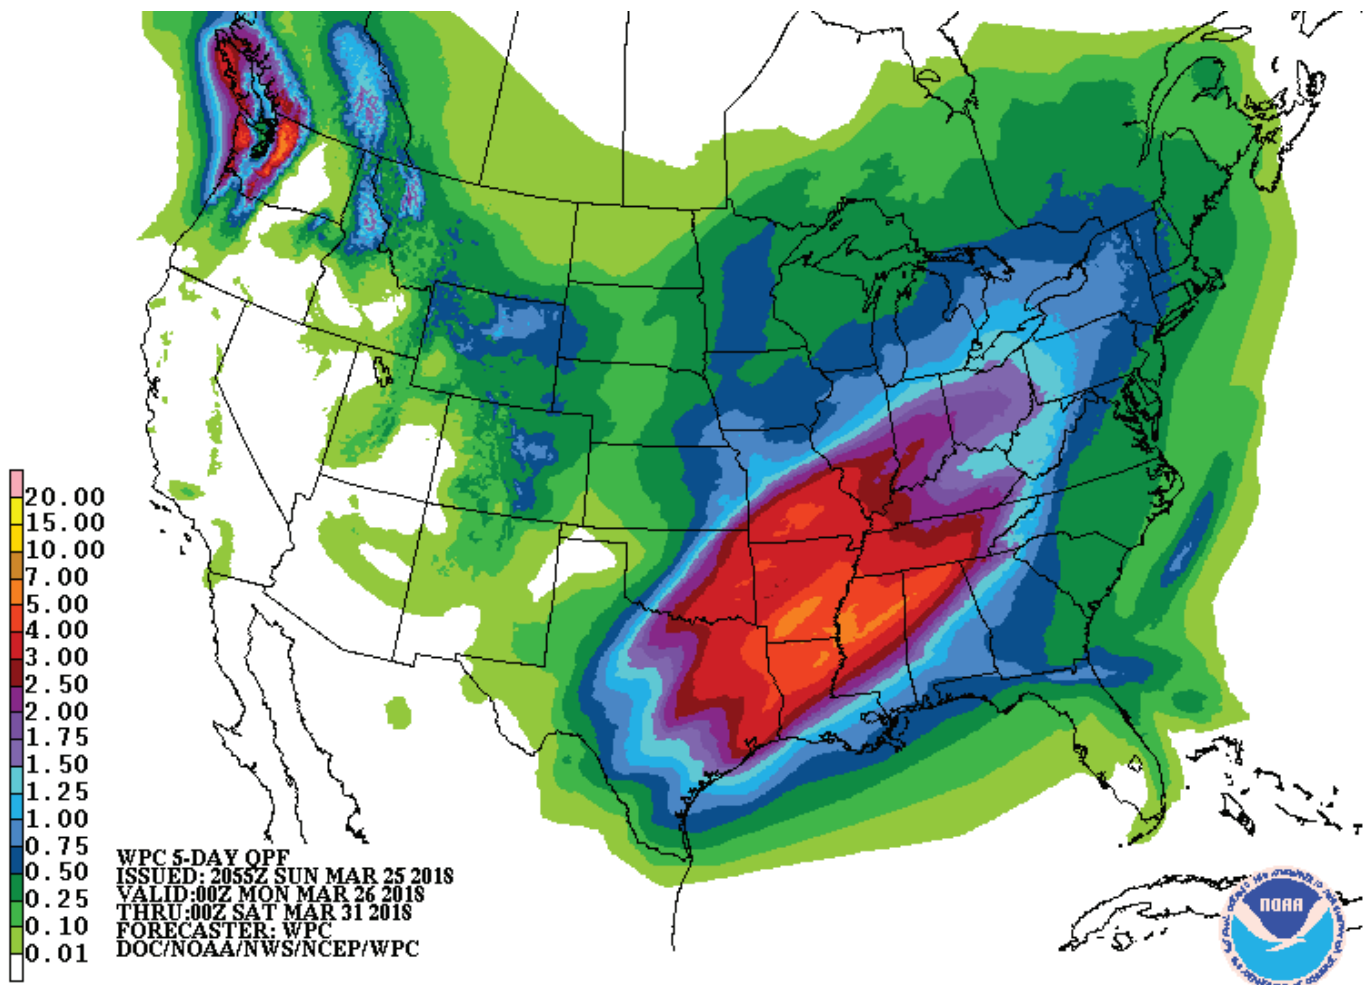 20.00
15.00
10.00
7.00
5.00
4.00
3.00
2.50
2.00
1.75
1.50
1.25
1.00
0.75
0.50
0.25
0.10
0.01
WPC 5-DAY QPF
ISSUED: 2055Z SUN MAR 25 2018
VALID:00Z MON MAR 26 2018
THRU:00Z SAT MAR 31 2018
FORECASTER: WPC
DOC/NOAA/NWS/NCEP/WPC
NOAA